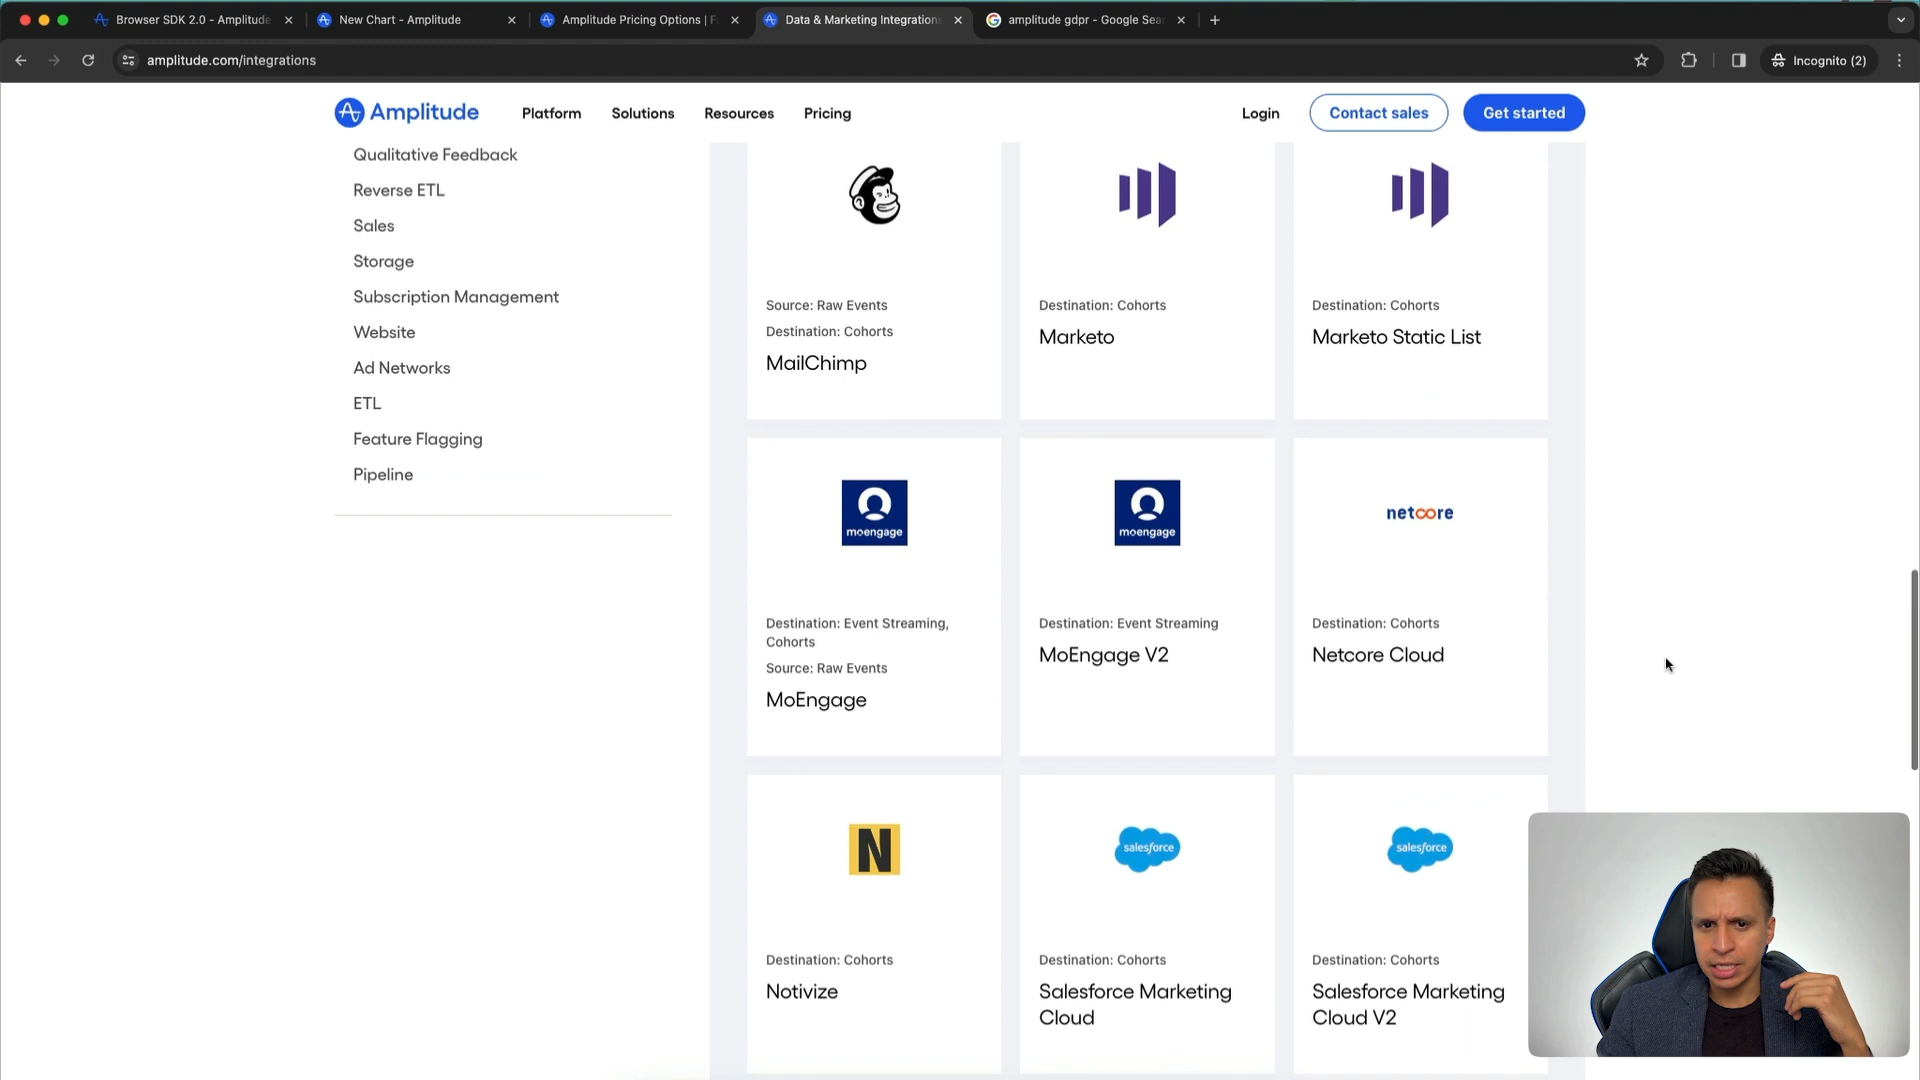 Browser SDK 2.0 - Amplitude
New Chart - Amplitude
Amplitude Pricing Options | F
Data & Marketing Integration
amplitude gdpr - Google Sea
amplitude.com/integrations
Incognito (2)
Amplitude
Platform
Solutions
Resources
Pricing
Login
Contact sales
Get started
Qualitative Feedback
Reverse ETL
Sales
Storage
Subscription Management
Website
Ad Networks
ETL
Feature Flagging
Pipeline
Source: Raw Events
Destination: Cohorts
MailChimp
Destination: Cohorts
Marketo
Destination: Cohorts
Marketo Static List
moengage
Destination: Event Streaming,
Cohorts
Source: Raw Events
MoEngage
moengage
Destination: Event Streaming
MoEngage V2
netcore
Destination: Cohorts
Netcore Cloud
N
Destination: Cohorts
Notivize
salesforce
Destination: Cohorts
Salesforce Marketing
Cloud
salesforce
Destination: Cohorts
Salesforce Marketing
Cloud V2